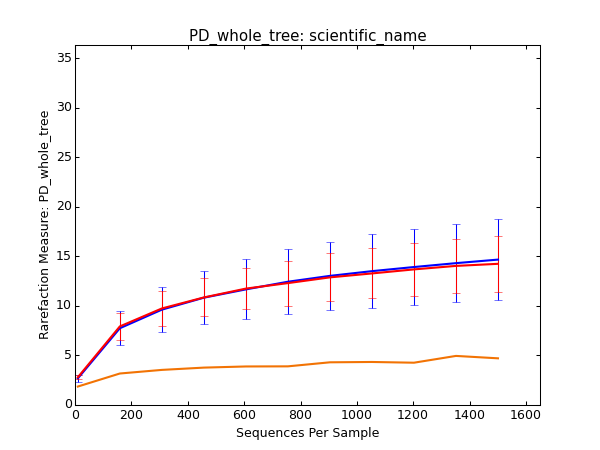 PD_whole_tree: scientific_name
Rarefaction Measure: PD_whole_tree
35
30
25
20
15
10
5
0
0 200 400 600 800 1000 1200 1400 1600
Sequences Per Sample